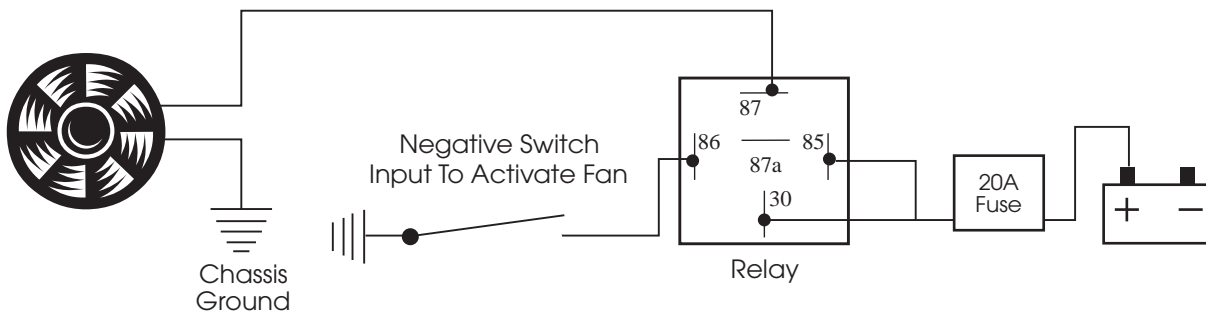 87
86
85
87a
30
Negative Switch
Input To Activate Fan
20A
Fuse
+ −
Relay
Chassis
Ground